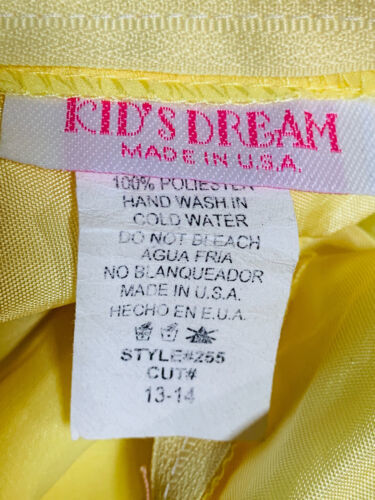 KID'S DREAM
MADE IN U.S.A.
100% POLIESTER
HAND WASH IN
COLD WATER
DO NOT BLEACH
AGUA FRIA
NO BLANQUEADOR
MADE IN U.S.A.
HECHO EN E.U.A.
STYLE#255
CUT#
13-14